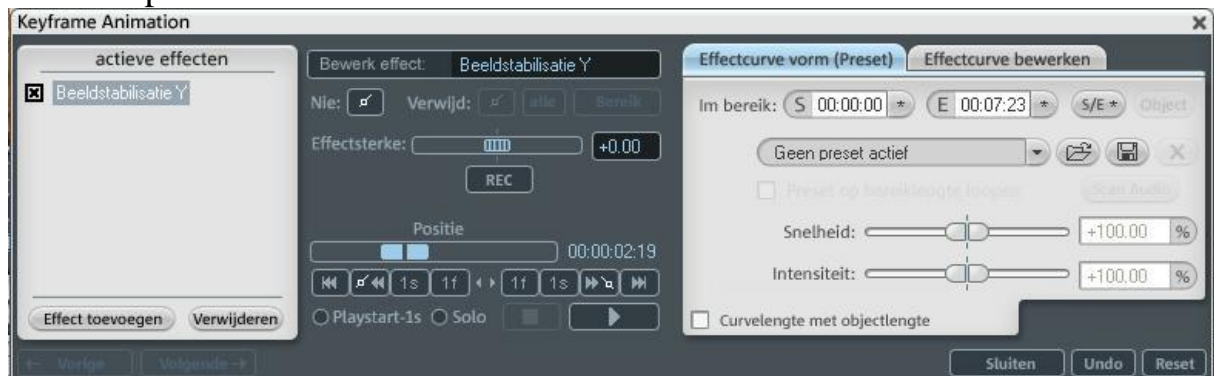 Keyframe Animation
actieve effecten
Beeldstabilisatie Y
Effect toevoegen Verwijderen
← Vorige Volgende →
Bewerk effect: Beeldstabilisatie Y
Nie: Verwijd: alle Bereik
Effectsterke: +0.00
REC
Positie
00:00:02:19
1s 1f 1f 1s
Playstart-1s Solo
Effectcurve vorm (Preset) Effectcurve bewerken
Im bereik: S 00:00:00 * E 00:07:23 * S/E * Object
Geen preset actief
Preset op bereiklengte loopen Scan Audio
Snelheid: +100.00 %
Intensiteit: +100.00 %
Curvelengte met objectlengte
Sluiten Undo Reset